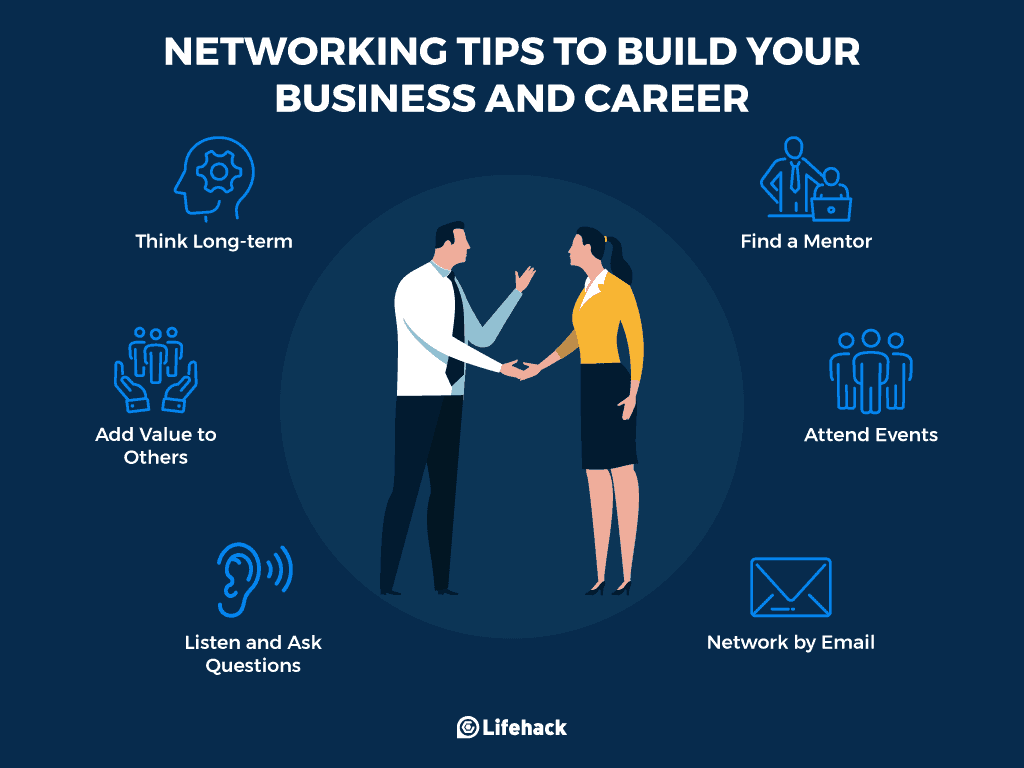 NETWORKING TIPS TO BUILD YOUR
BUSINESS AND CAREER
Think Long-term
Find a Mentor
Add Value to
Others
Attend Events
Listen and Ask
Questions
Network by Email
Lifehack